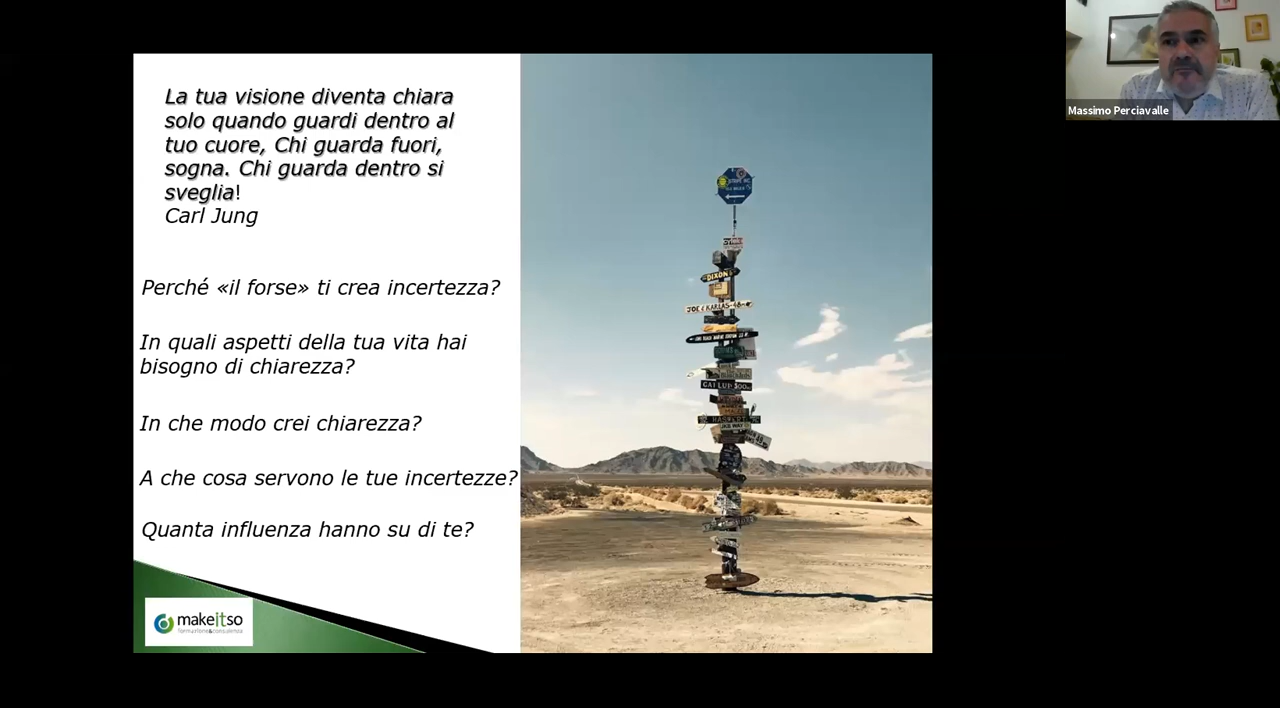 La tua visione diventa chiara
solo quando guardi dentro al
tuo cuore, Chi guarda fuori,
sogna. Chi guarda dentro si
sveglia!
Carl Jung
Perché «il forse» ti crea incertezza?
In quali aspetti della tua vita hai
bisogno di chiarezza?
In che modo crei chiarezza?
A che cosa servono le tue incertezze?
Quanta influenza hanno su di te?
makeitso
formazione&consulenza
DIXON
Massimo Perciavalle